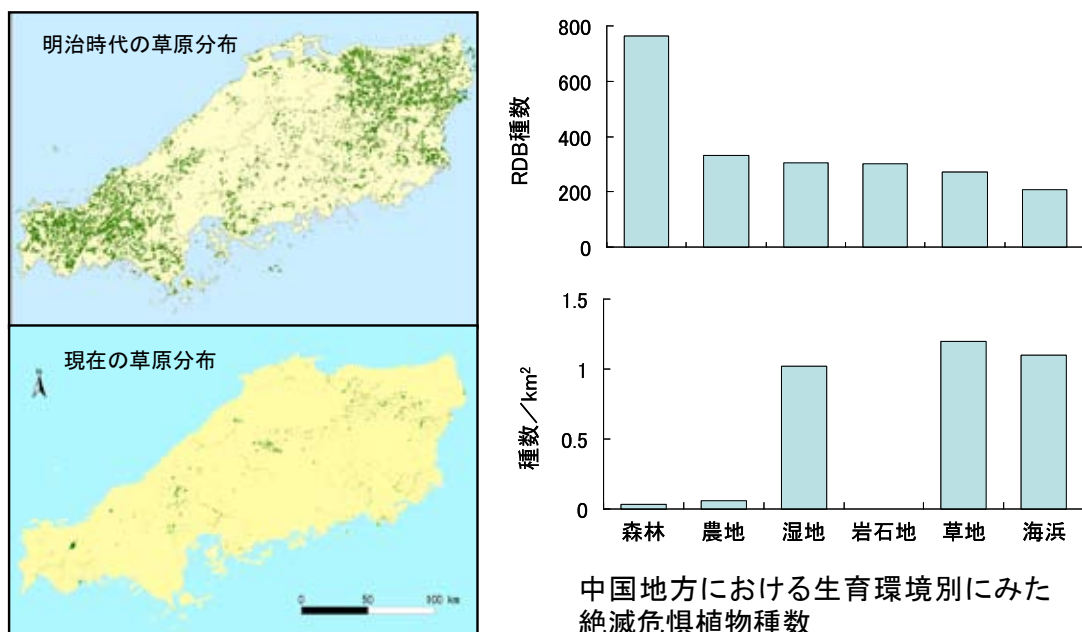 明治時代の草原分布
現在の草原分布
N
0 50 100 km
RDB種数
800
600
400
200
0
種数／km²
1.5
1
0.5
0
森林 農地 湿地 岩石地 草地 海浜
中国地方における生育環境別にみた
絶滅危惧植物種数